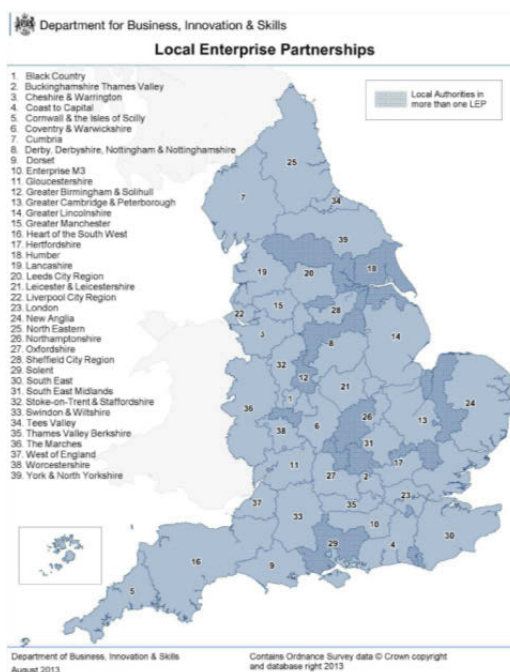 Department for Business, Innovation & Skills
Local Enterprise Partnerships
1. Black Country
2. Buckinghamshire Thames Valley
3. Cheshire & Warrington
4. Coast to Capital
5. Cornwall & the Isles of Scilly
6. Coventry & Warwickshire
7. Cumbria
8. Derby, Derbyshire, Nottingham & Nottinghamshire
9. Dorset
10. Enterprise M3
11. Gloucestershire
12. Greater Birmingham & Solihull
13. Greater Cambridge & Peterborough
14. Greater Lincolnshire
15. Greater Manchester
16. Heart of the South West
17. Hertfordshire
18. Humber
19. Lancashire
20. Leeds City Region
21. Leicester & Leicestershire
22. Liverpool City Region
23. London
24. New Anglia
25. North Eastern
26. Northamptonshire
27. Oxfordshire
28. Sheffield City Region
29. Solent
30. South East
31. South East Midlands
32. Stoke-on-Trent & Staffordshire
33. Swindon & Wiltshire
34. Tees Valley
35. Thames Valley Berkshire
36. The Marches
37. West of England
38. Worcestershire
39. York & North Yorkshire
Local Authorities in
more than one LEP
25
7
34
39
19
20
18
22
15
28
3
8
14
32
12
21
24
36
1
26
13
38
6
31
11
27
2
17
37
33
35
23
10
30
29
4
16
9
5
Department of Business, Innovation & Skills
August 2013
Contains Ordnance Survey data © Crown copyright
and database right 2013